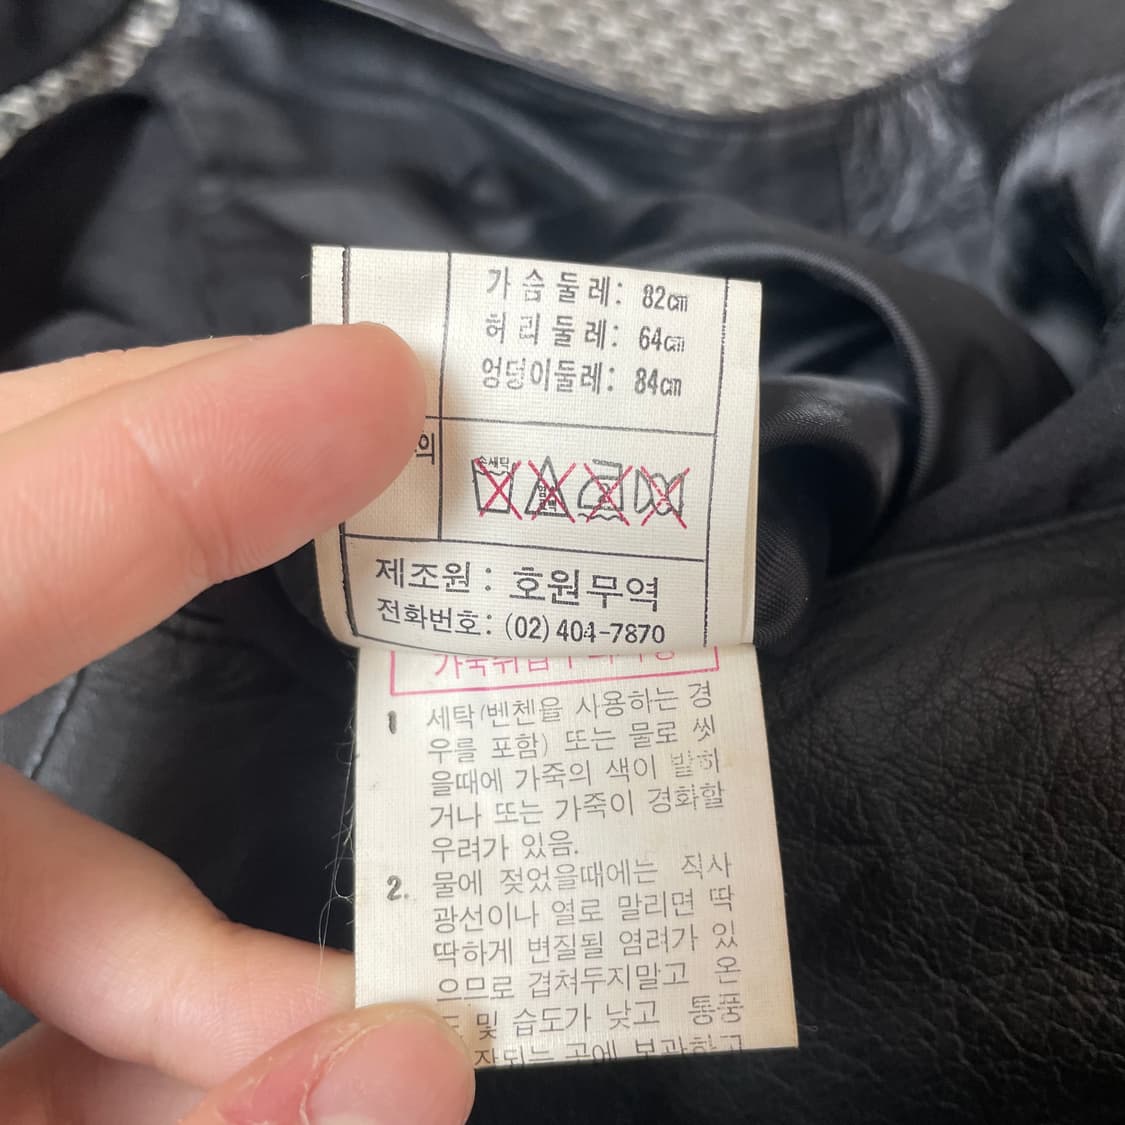 가슴둘레: 82cm
허리둘레: 64cm
엉덩이둘레: 84cm
의
손세탁
제조원: 호원무역
전화번호: (02)404-7870
1 세탁(벤첸을 사용하는 경
우를 포함) 또는 물로 씻
을때에 가죽의 색이 발하
거나 또는 가죽이 경화할
우려가 있음.
2. 물에 젖었을때에는 직사
광선이나 열로 말리면 딱
딱하게 변질될 염려가 있
으므로 겹쳐두지말고 온
도 및 습도가 낮고 통풍